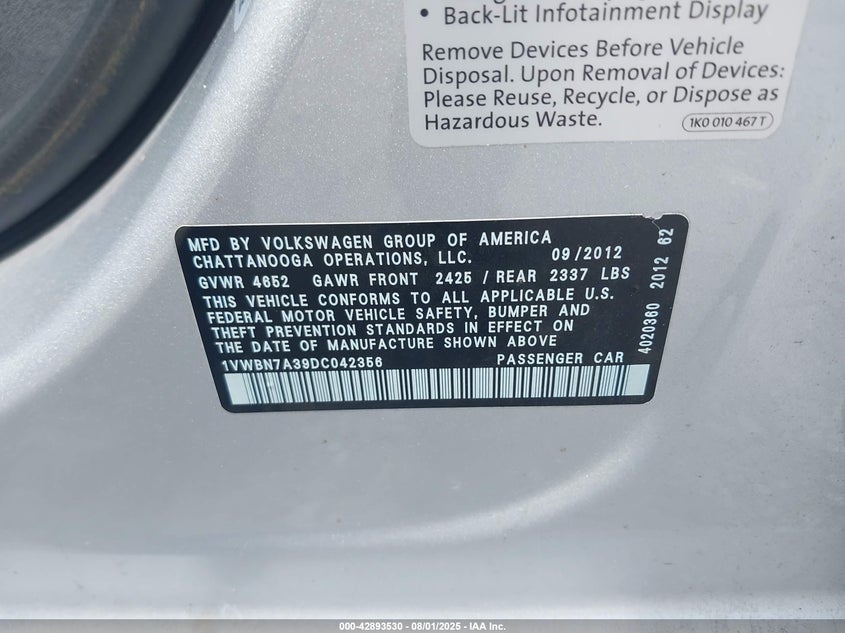 • Back-Lit Infotainment Display
Remove Devices Before Vehicle
Disposal. Upon Removal of Devices:
Please Reuse, Recycle, or Dispose as
Hazardous Waste.
1K0 010 467 T
MFD BY VOLKSWAGEN GROUP OF AMERICA
CHATTANOOGA OPERATIONS, LLC. 09/2012
GVWR 4652 GAWR FRONT 2425 / REAR 2337 LBS
THIS VEHICLE CONFORMS TO ALL APPLICABLE U.S.
FEDERAL MOTOR VEHICLE SAFETY, BUMPER AND
THEFT PREVENTION STANDARDS IN EFFECT ON
THE DATE OF MANUFACTURE SHOWN ABOVE
1VWBN7A39DC042356 PASSENGER CAR
4020360 2012 62
000-42893530 - 08/01/2025 - IAA Inc.